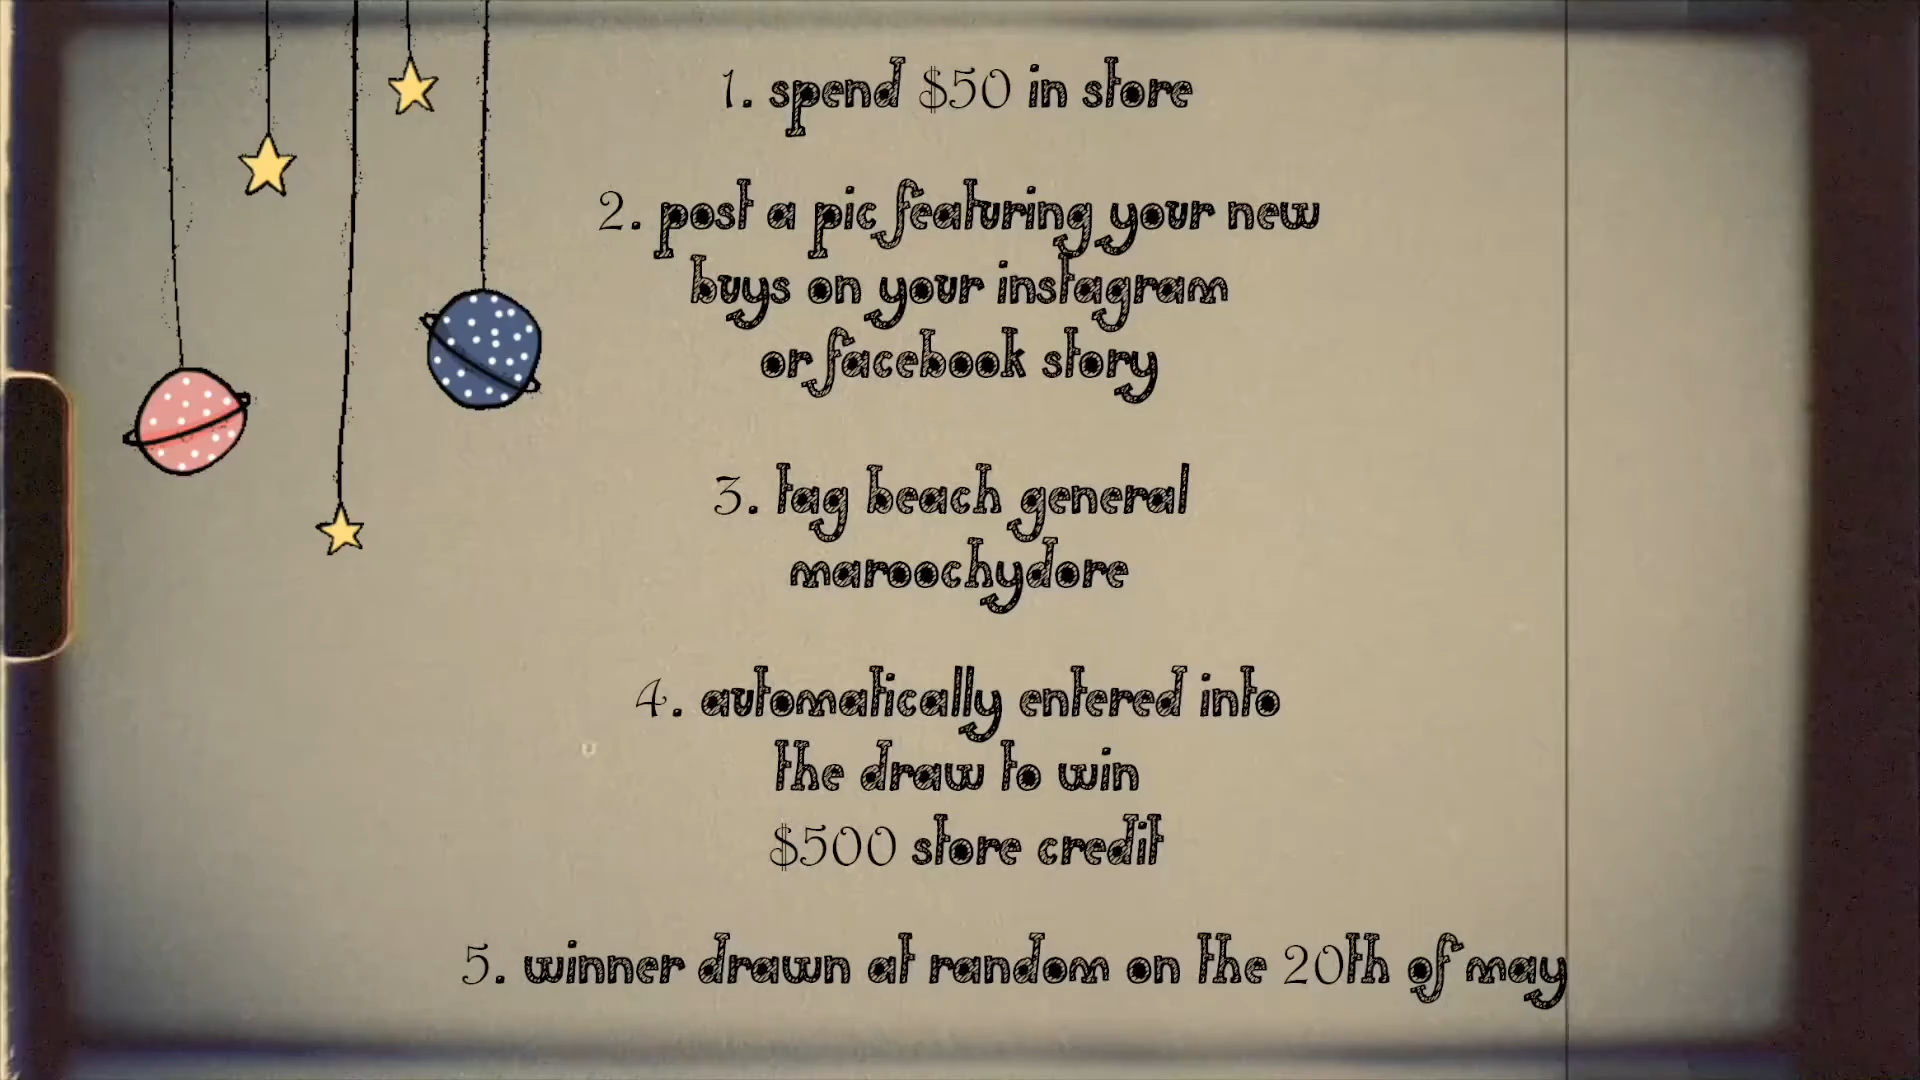 1. spend $50 in store
2. post a pic featuring your new
buys on your instagram
or facebook story
3. tag beach general
maroochydore
4. automatically entered into
the draw to win
$500 store credit
5. winner drawn at random on the 20th of may